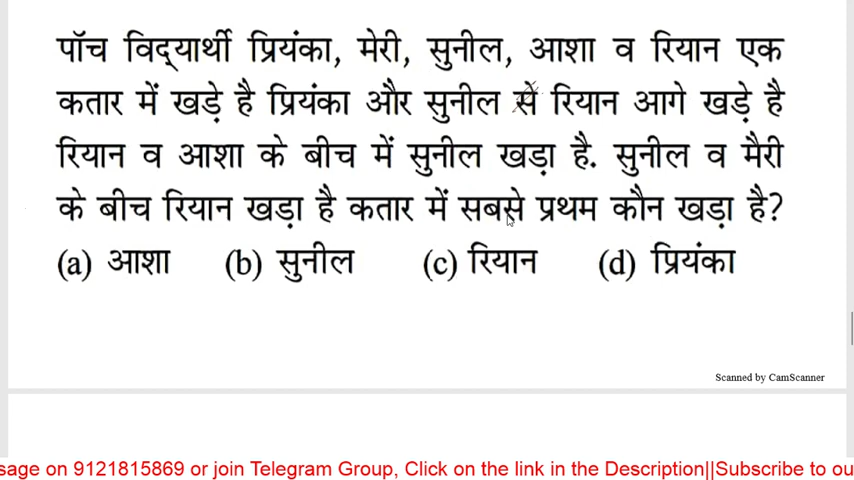 पॉच विद्यार्थी प्रियंका, मेरी, सुनील, आशा व रियान एक
कतार में खड़े है प्रियंका और सुनील से रियान आगे खड़े है
रियान व आशा के बीच में सुनील खड़ा है. सुनील व मैरी
के बीच रियान खड़ा है कतार में सबसे प्रथम कौन खड़ा है?
(a) आशा (b) सुनील (c) रियान (d) प्रियंका
Scanned by CamScanner
sage on 9121815869 or join Telegram Group, Click on the link in the Description||Subscribe to ou